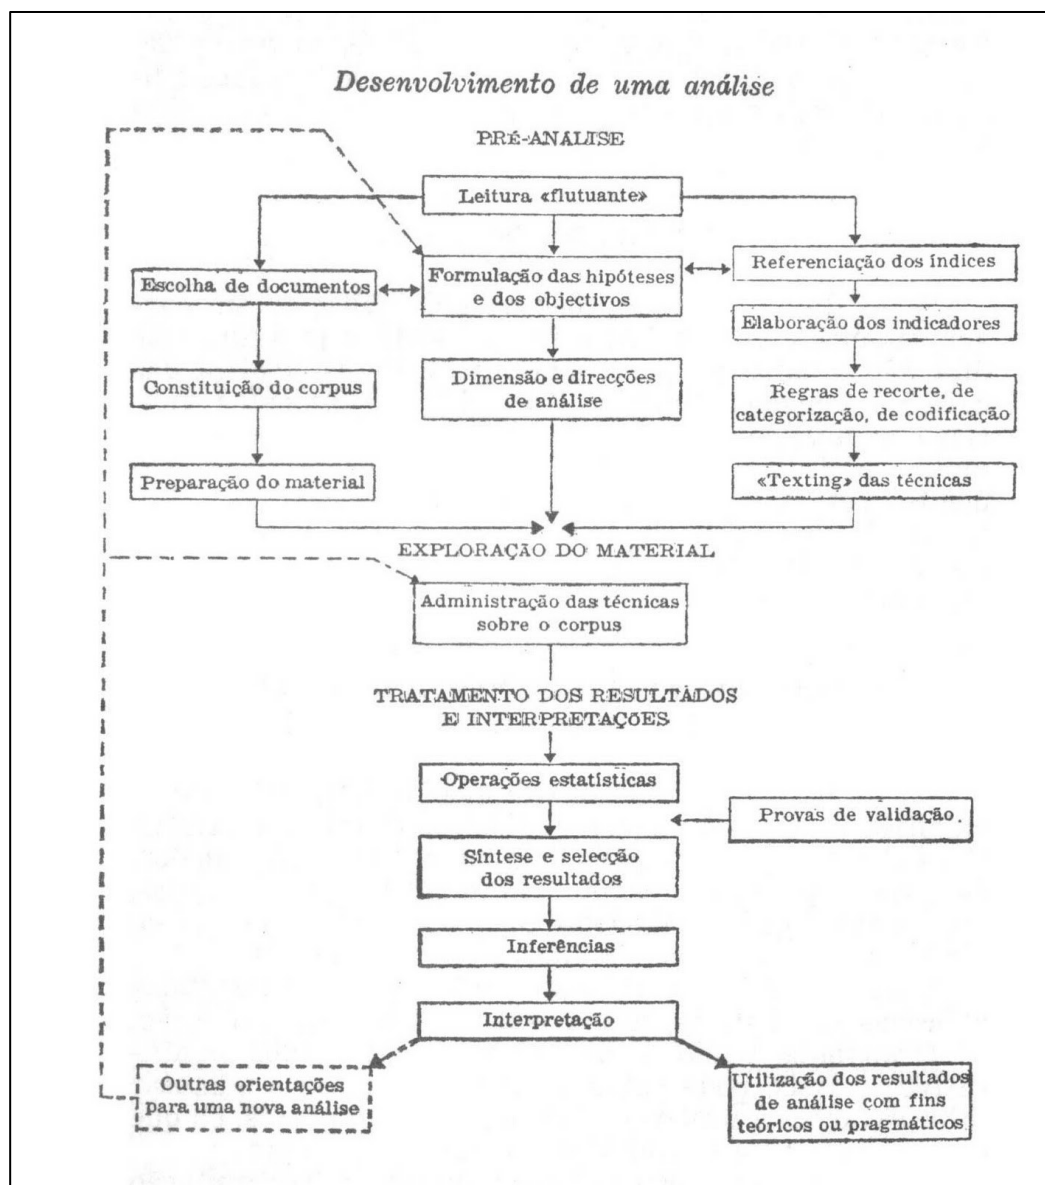 Desenvolvimento de uma análise
PRÉ-ANÁLISE
Leitura «flutuante»
Escolha de documentos
Formulação das hipóteses
e dos objectivos
Referenciação dos índices
Elaboração dos indicadores
Constituição do corpus
Dimensão e direcções
de análise
Regras de recorte, de
categorização, de codificação
Preparação do material
«Texting» das técnicas
EXPLORAÇÃO DO MATERIAL
Administração das técnicas
sobre o corpus
TRATAMENTO DOS RESULTADOS
E INTERPRETAÇÕES
Operações estatísticas
Provas de validação.
Síntese e selecção
dos resultados
Inferências
Interpretação
Outras orientações
para uma nova análise
Utilização dos resultados
de análise com fins
teóricos ou pragmáticos